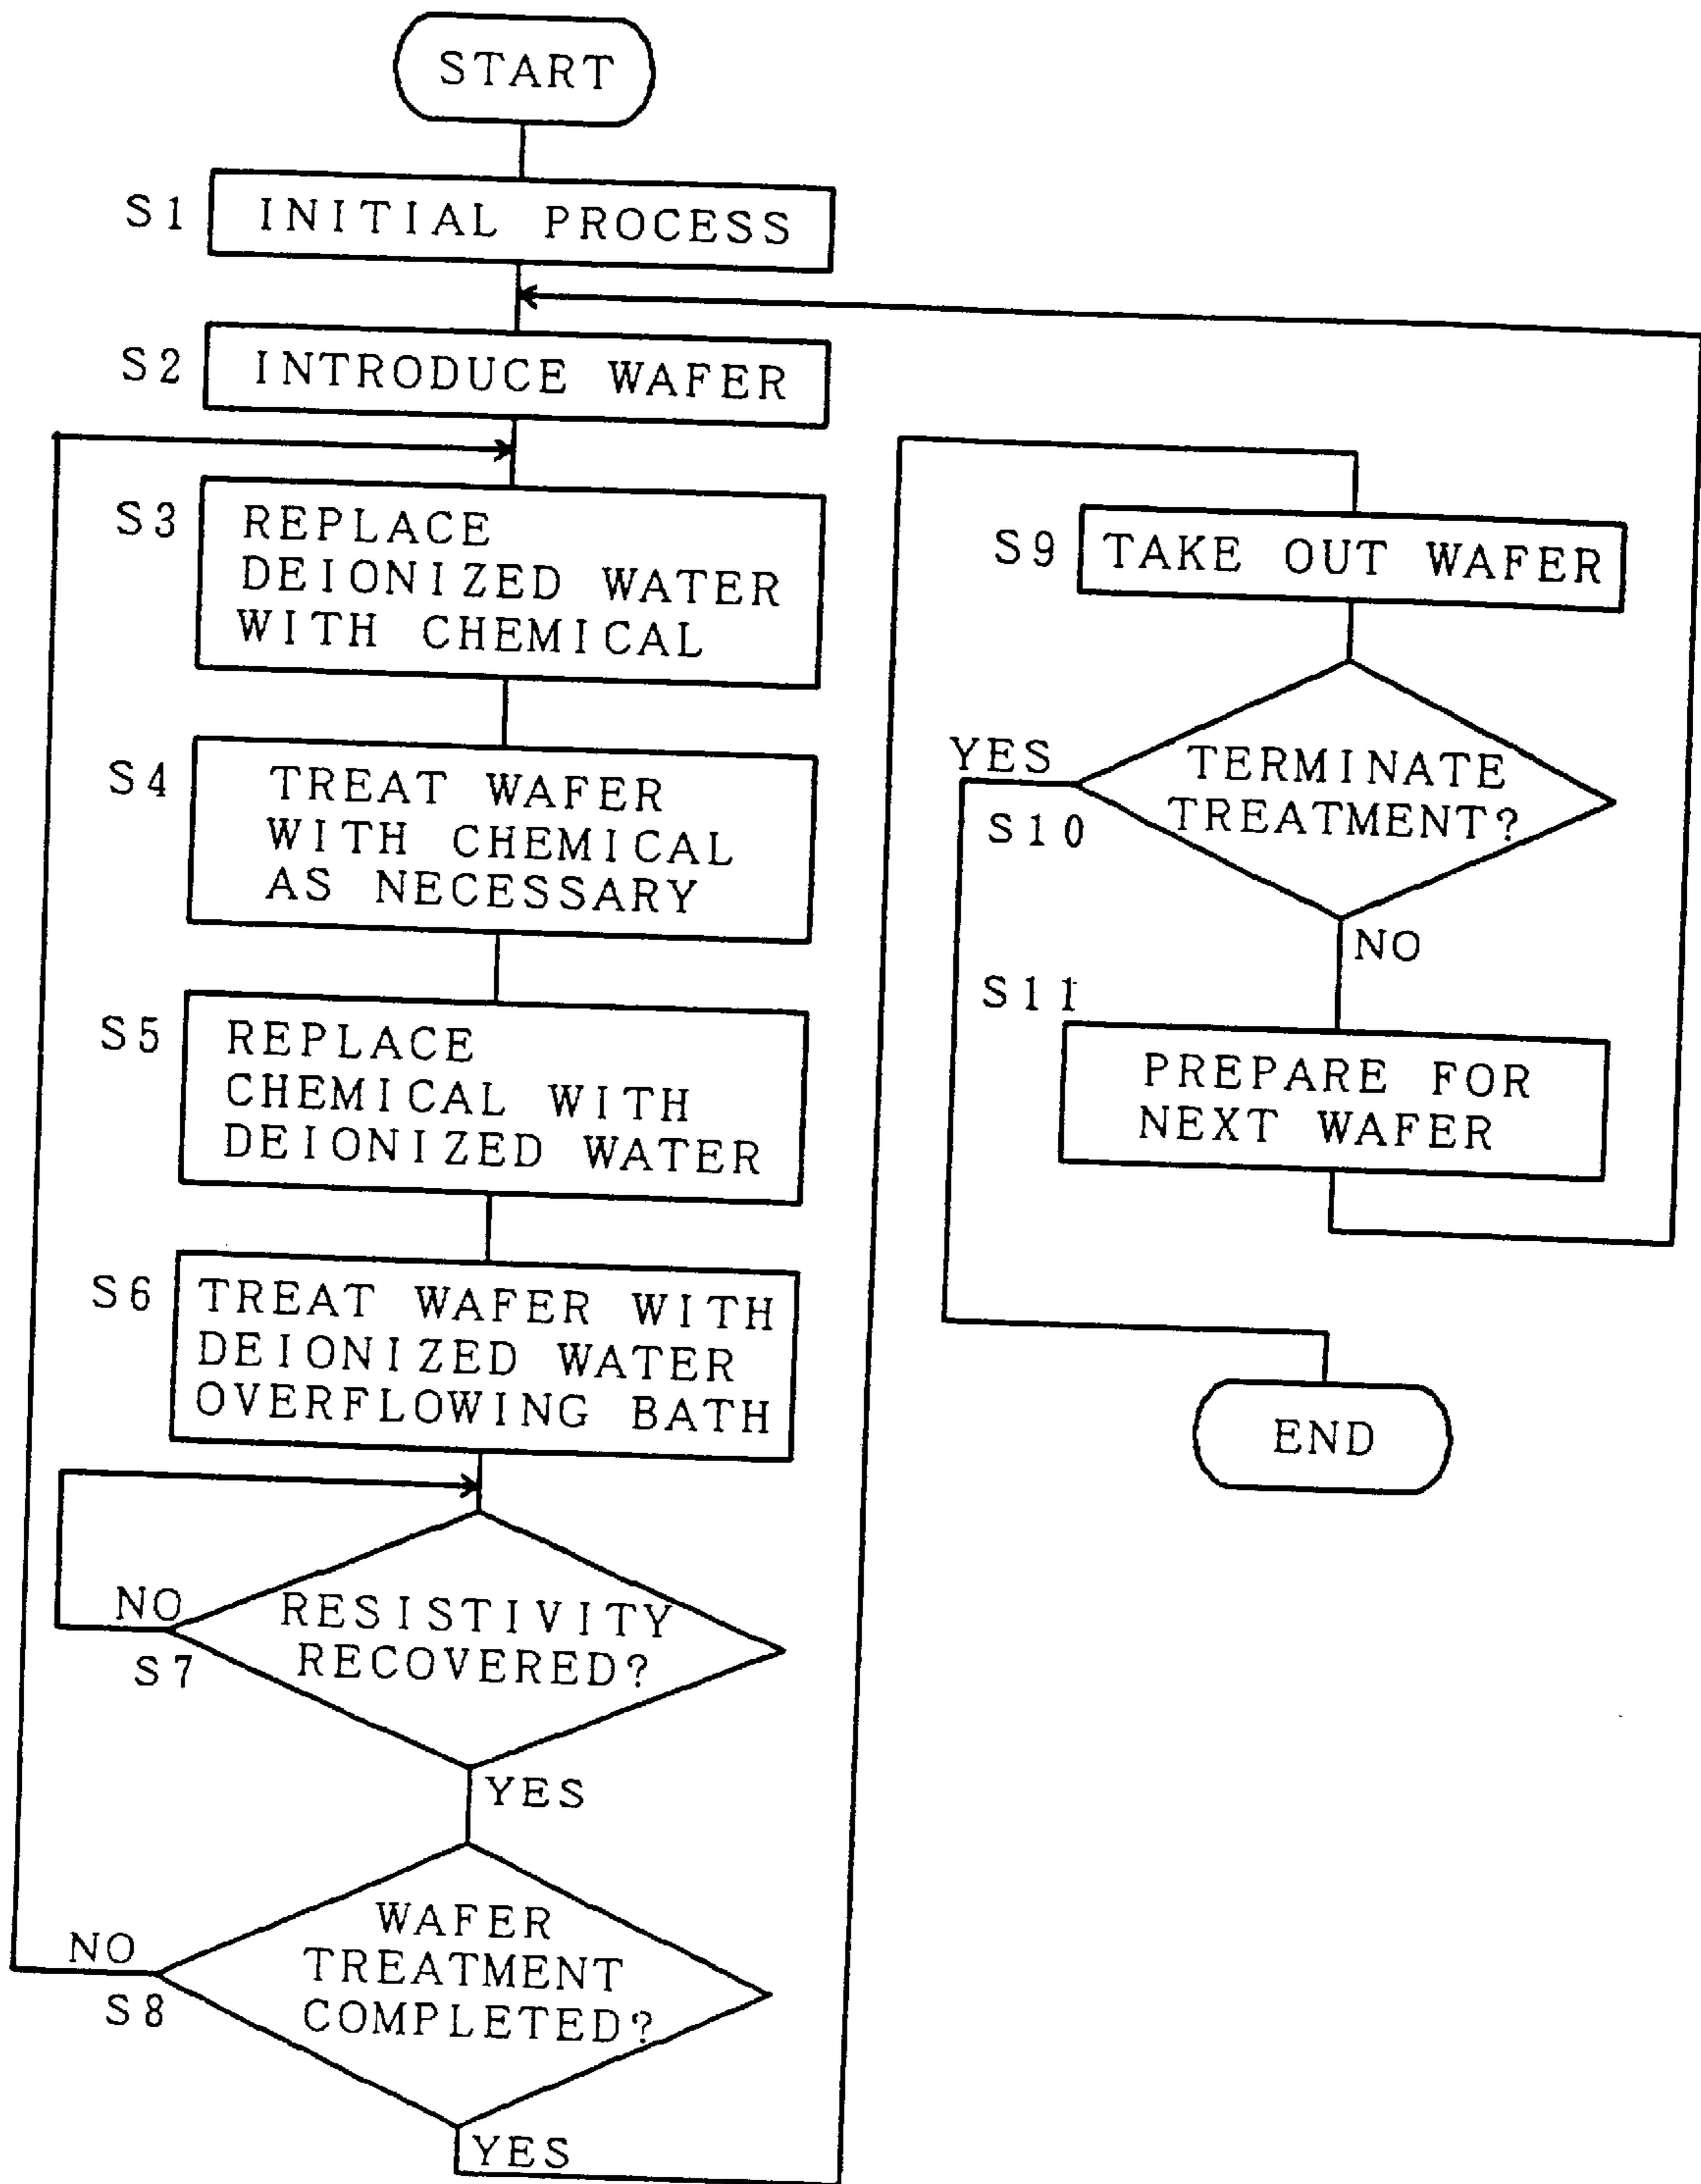 START
S1
INITIAL PROCESS
S2
INTRODUCE WAFER
S3
REPLACE
DEIONIZED WATER
WITH CHEMICAL
S4
TREAT WAFER
WITH CHEMICAL
AS NECESSARY
S5
REPLACE
CHEMICAL WITH
DEIONIZED WATER
S6
TREAT WAFER WITH
DEIONIZED WATER
OVERFLOWING BATH
NO
S7
RESISTIVITY
RECOVERED?
YES
NO
S8
WAFER
TREATMENT
COMPLETED?
YES
S9
TAKE OUT WAFER
YES
S10
TERMINATE
TREATMENT?
NO
S11
PREPARE FOR
NEXT WAFER
END